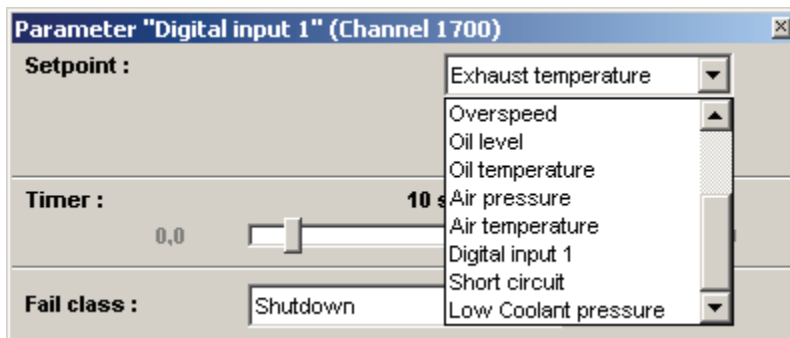 Parameter "Digital input 1" (Channel 1700)
Setpoint :
Exhaust temperature
Overspeed
Oil level
Oil temperature
Air pressure
Air temperature
Digital input 1
Short circuit
Low Coolant pressure
Timer :
10 s
0,0
Fail class :
Shutdown